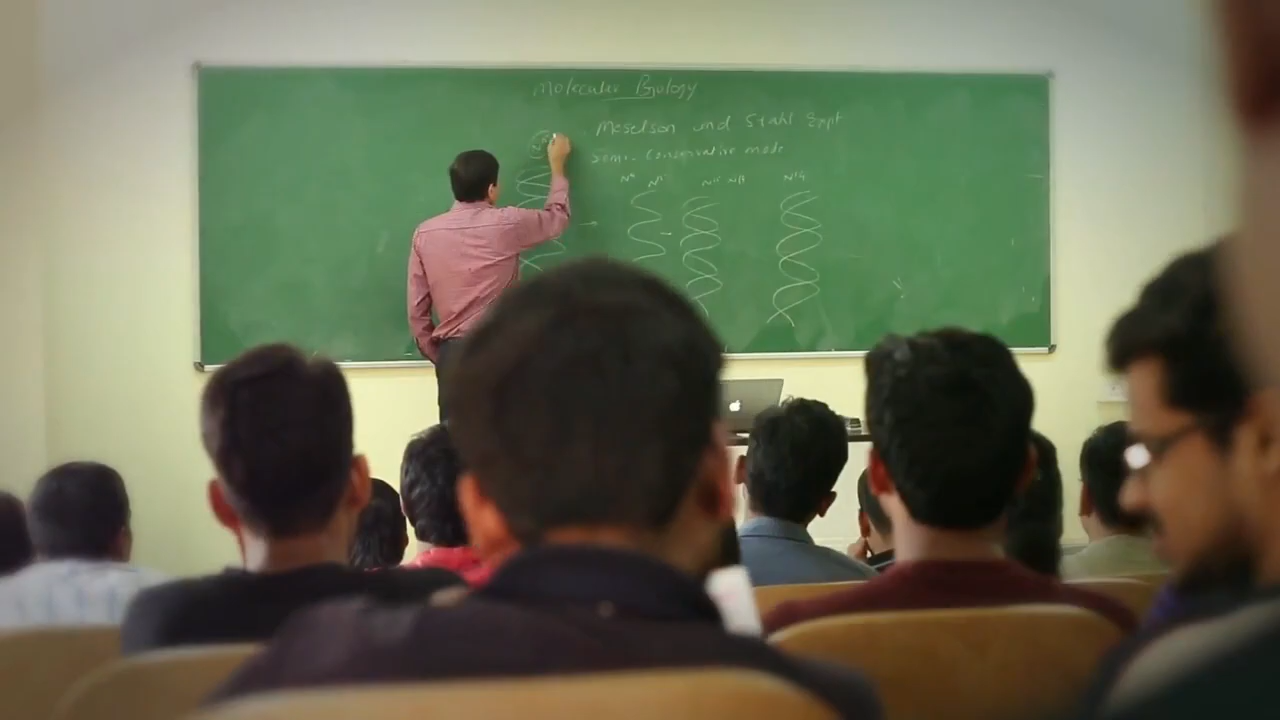 Molecular Biology
Meselson and Stahl Expt
Semi-Conservative mode
N14